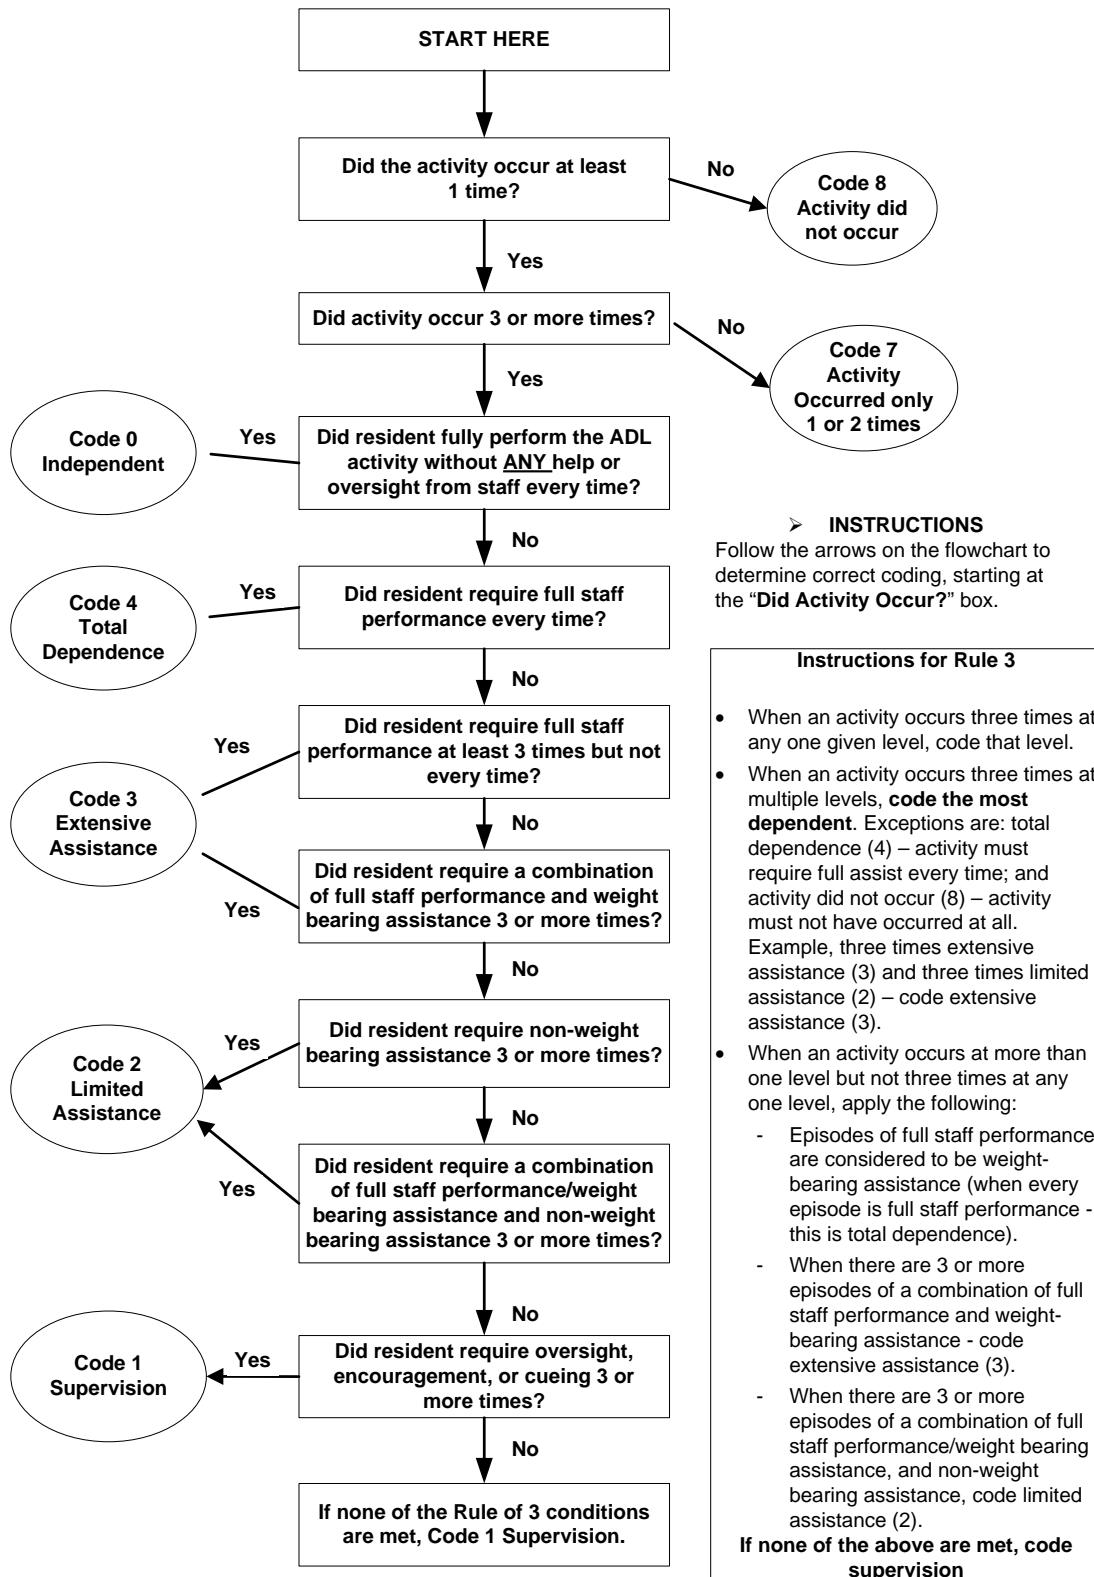 START HERE
Did the activity occur at least
1 time?
No
Code 8
Activity did
not occur
Yes
Did activity occur 3 or more times?
No
Code 7
Activity
Occurred only
1 or 2 times
Yes
Code 0
Independent
Yes
Did resident fully perform the ADL
activity without ANY help or
oversight from staff every time?
No
➢ INSTRUCTIONS
Follow the arrows on the flowchart to
determine correct coding, starting at
the “Did Activity Occur?” box.
Code 4
Total
Dependence
Yes
Did resident require full staff
performance every time?
No
Code 3
Extensive
Assistance
Yes
Did resident require full staff
performance at least 3 times but not
every time?
No
Yes
Did resident require a combination
of full staff performance and weight
bearing assistance 3 or more times?
No
Code 2
Limited
Assistance
Yes
Did resident require non-weight
bearing assistance 3 or more times?
No
Yes
Did resident require a combination
of full staff performance/weight
bearing assistance and non-weight
bearing assistance 3 or more times?
No
Code 1
Supervision
Yes
Did resident require oversight,
encouragement, or cueing 3 or
more times?
No
If none of the Rule of 3 conditions
are met, Code 1 Supervision.
Instructions for Rule 3
• When an activity occurs three times at
any one given level, code that level.
• When an activity occurs three times at
multiple levels, code the most
dependent. Exceptions are: total
dependence (4) – activity must
require full assist every time; and
activity did not occur (8) – activity
must not have occurred at all.
Example, three times extensive
assistance (3) and three times limited
assistance (2) – code extensive
assistance (3).
• When an activity occurs at more than
one level but not three times at any
one level, apply the following:
- Episodes of full staff performance
are considered to be weight-
bearing assistance (when every
episode is full staff performance -
this is total dependence).
- When there are 3 or more
episodes of a combination of full
staff performance and weight-
bearing assistance - code
extensive assistance (3).
- When there are 3 or more
episodes of a combination of full
staff performance/weight bearing
assistance, and non-weight
bearing assistance, code limited
assistance (2).
If none of the above are met, code
supervision